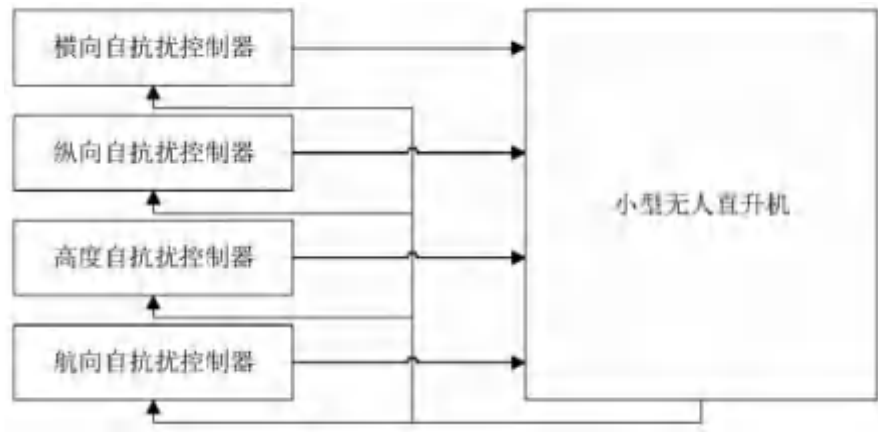 横向自抗扰控制器
纵向自抗扰控制器
小型无人直升机
高度自抗扰控制器
航向自抗扰控制器